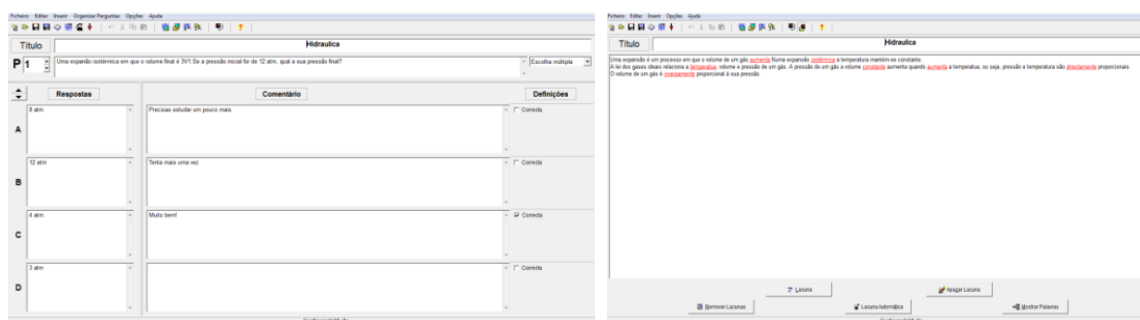 Ficheiro Editar Inserir Organizar Perguntas Opções Ajuda
Título
Hidraulica
P 1
Uma expansão isotérmica em que o volume final é 3V1.Se a pressão inicial for de 12 atm, qual a sua pressão final?
Escolha múltipla
Respostas
Comentário
Definições
A
8 atm
Precisas estudar um pouco mais
Correcta
B
12 atm
Tenta mais uma vez
Correcta
C
4 atm
Muito bem!
Correcta
D
3 atm
Correcta
Ficheiro Editar Inserir Opções Ajuda
Título
Hidraulica
Uma expansão é um processo em que o volume de um gás aumenta Numa expansão isotérmica a temperatura mantém-se constante.
A lei dos gases ideais relaciona a temperatua, volume e pressão de um gás. A pressão de um gás a volume constante aumenta quando aumenta a temperatua, ou seja, pressão e temperatura são directamente proporcionais.
O volume de um gás é inversamente proporcional à sua pressão.
Lacuna
Apagar Lacuna
Remover Lacunas
Lacuna Automática
Mostrar Palavras